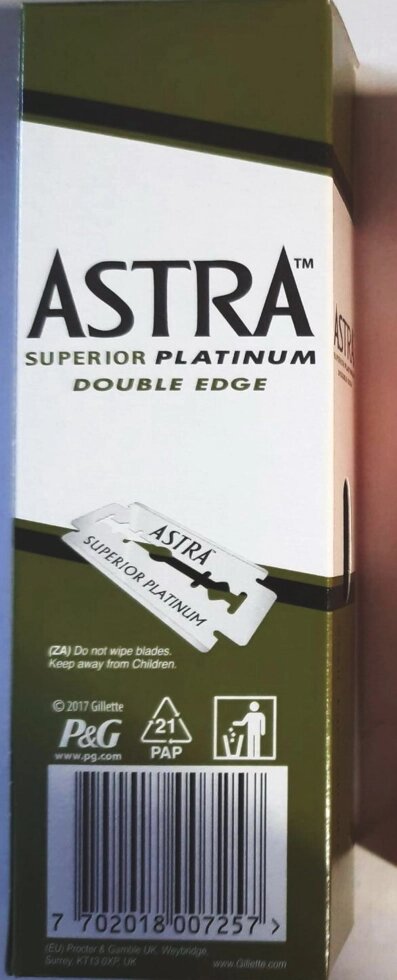 ASTRA™
SUPERIOR PLATINUM
DOUBLE EDGE
ASTRA
SUPERIOR PLATINUM
(ZA) Do not wipe blades.
Keep away from Children.
© 2017 Gillette
P&G
www.pg.com
21
PAP
7 702018 007257 >
(EU) Procter & Gamble UK, Weybridge,
Surrey, KT13 0XP, UK
www.Gillette.com